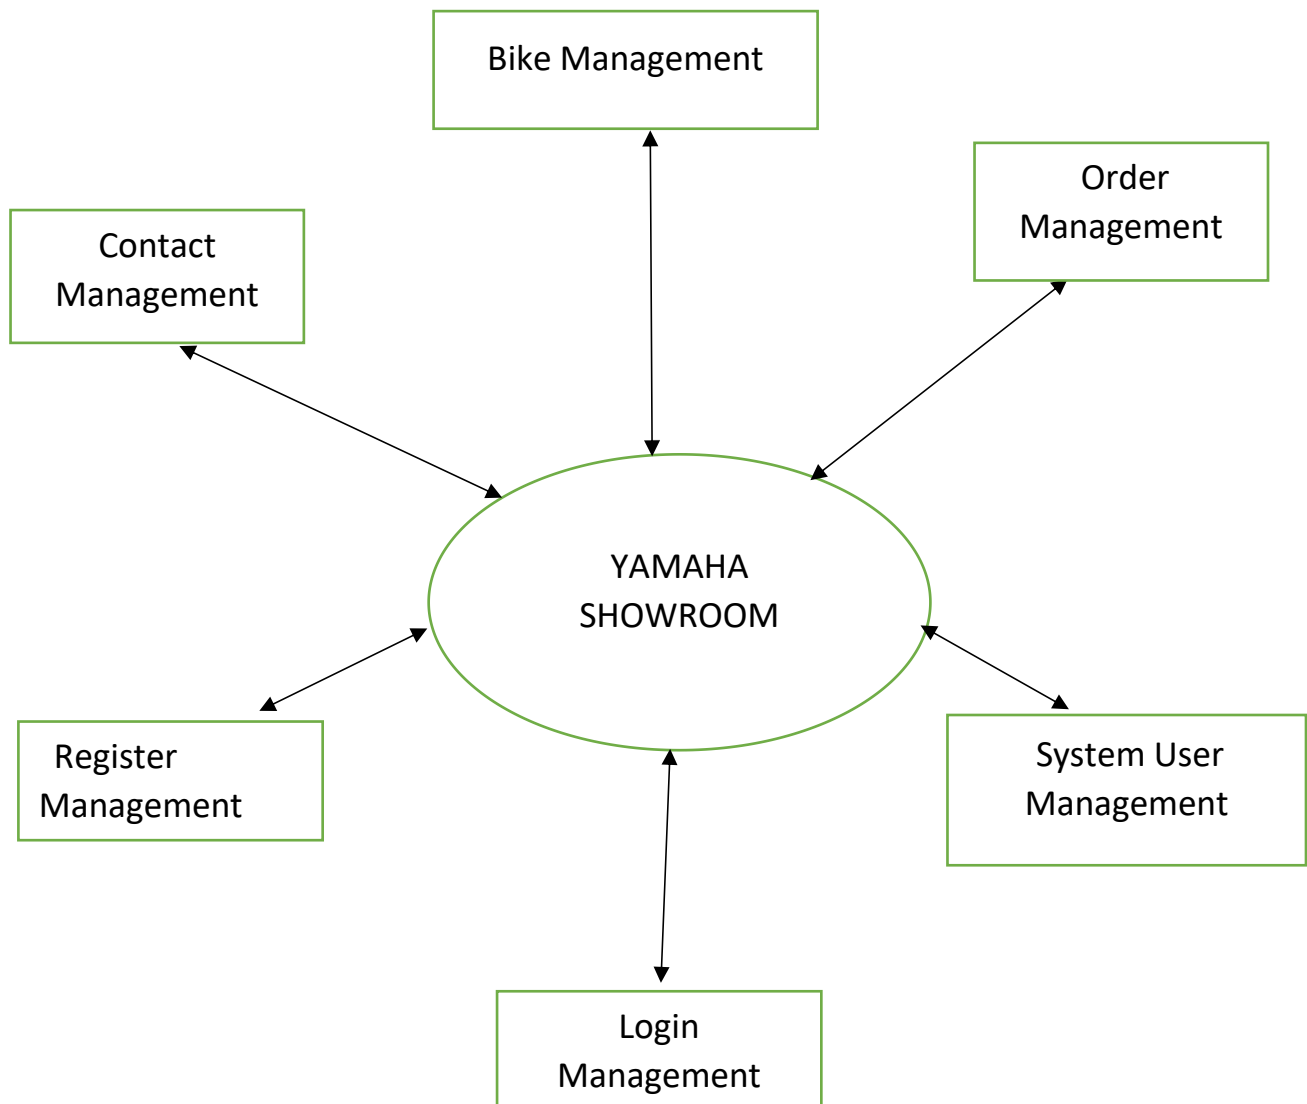 Bike Management
Order
Management
Contact
Management
YAMAHA
SHOWROOM
Register
Management
System User
Management
Login
Management